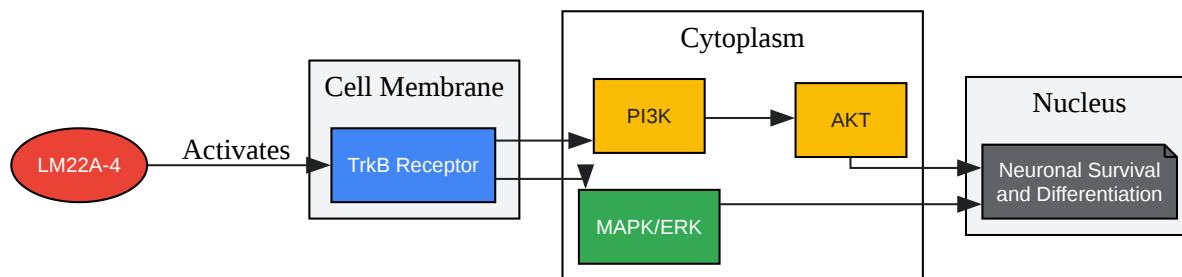 LM22A-4
Activates
Cell Membrane
TrkB Receptor
Cytoplasm
PI3K
AKT
MAPK/ERK
Nucleus
Neuronal Survival
and Differentiation